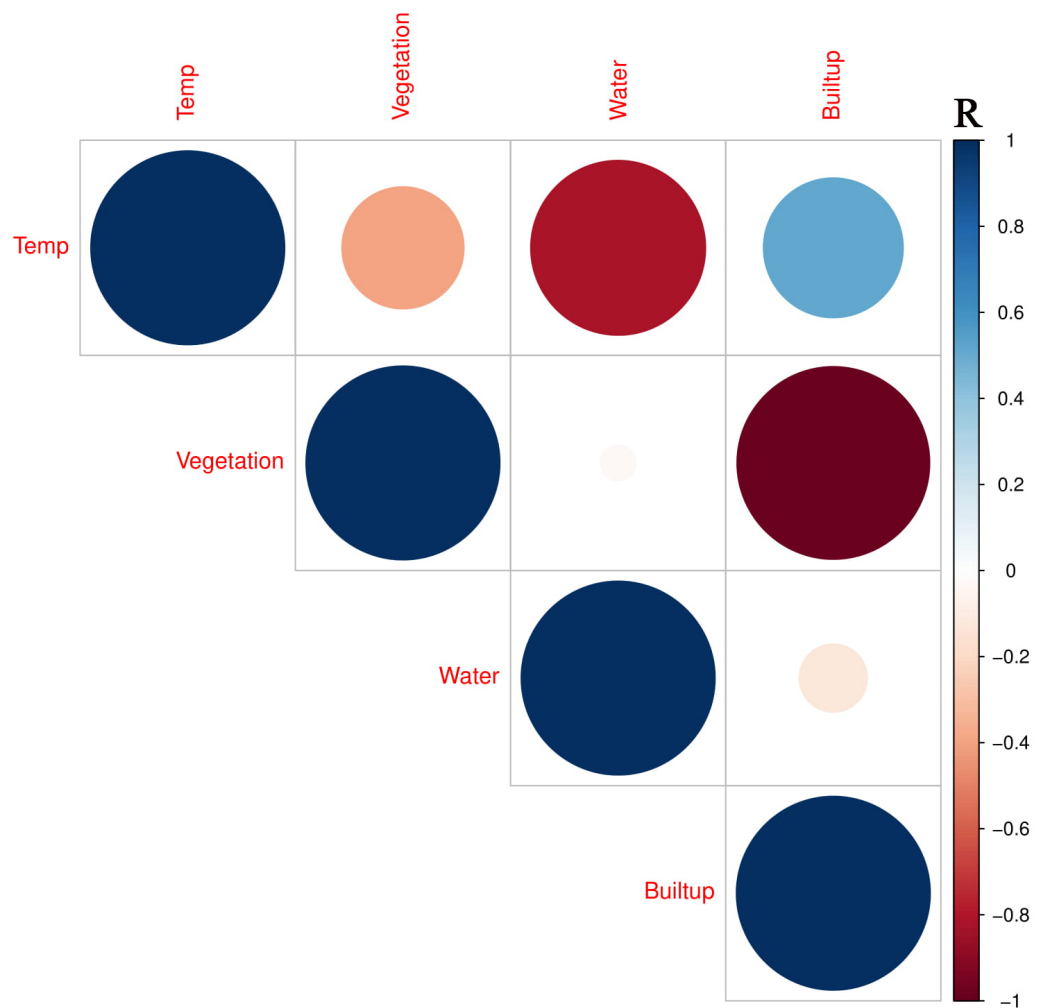 Temp
Vegetation
Water
Builtup
R
Temp
Vegetation
Water
Builtup
1
0.8
0.6
0.4
0.2
0
−0.2
−0.4
−0.6
−0.8
−1